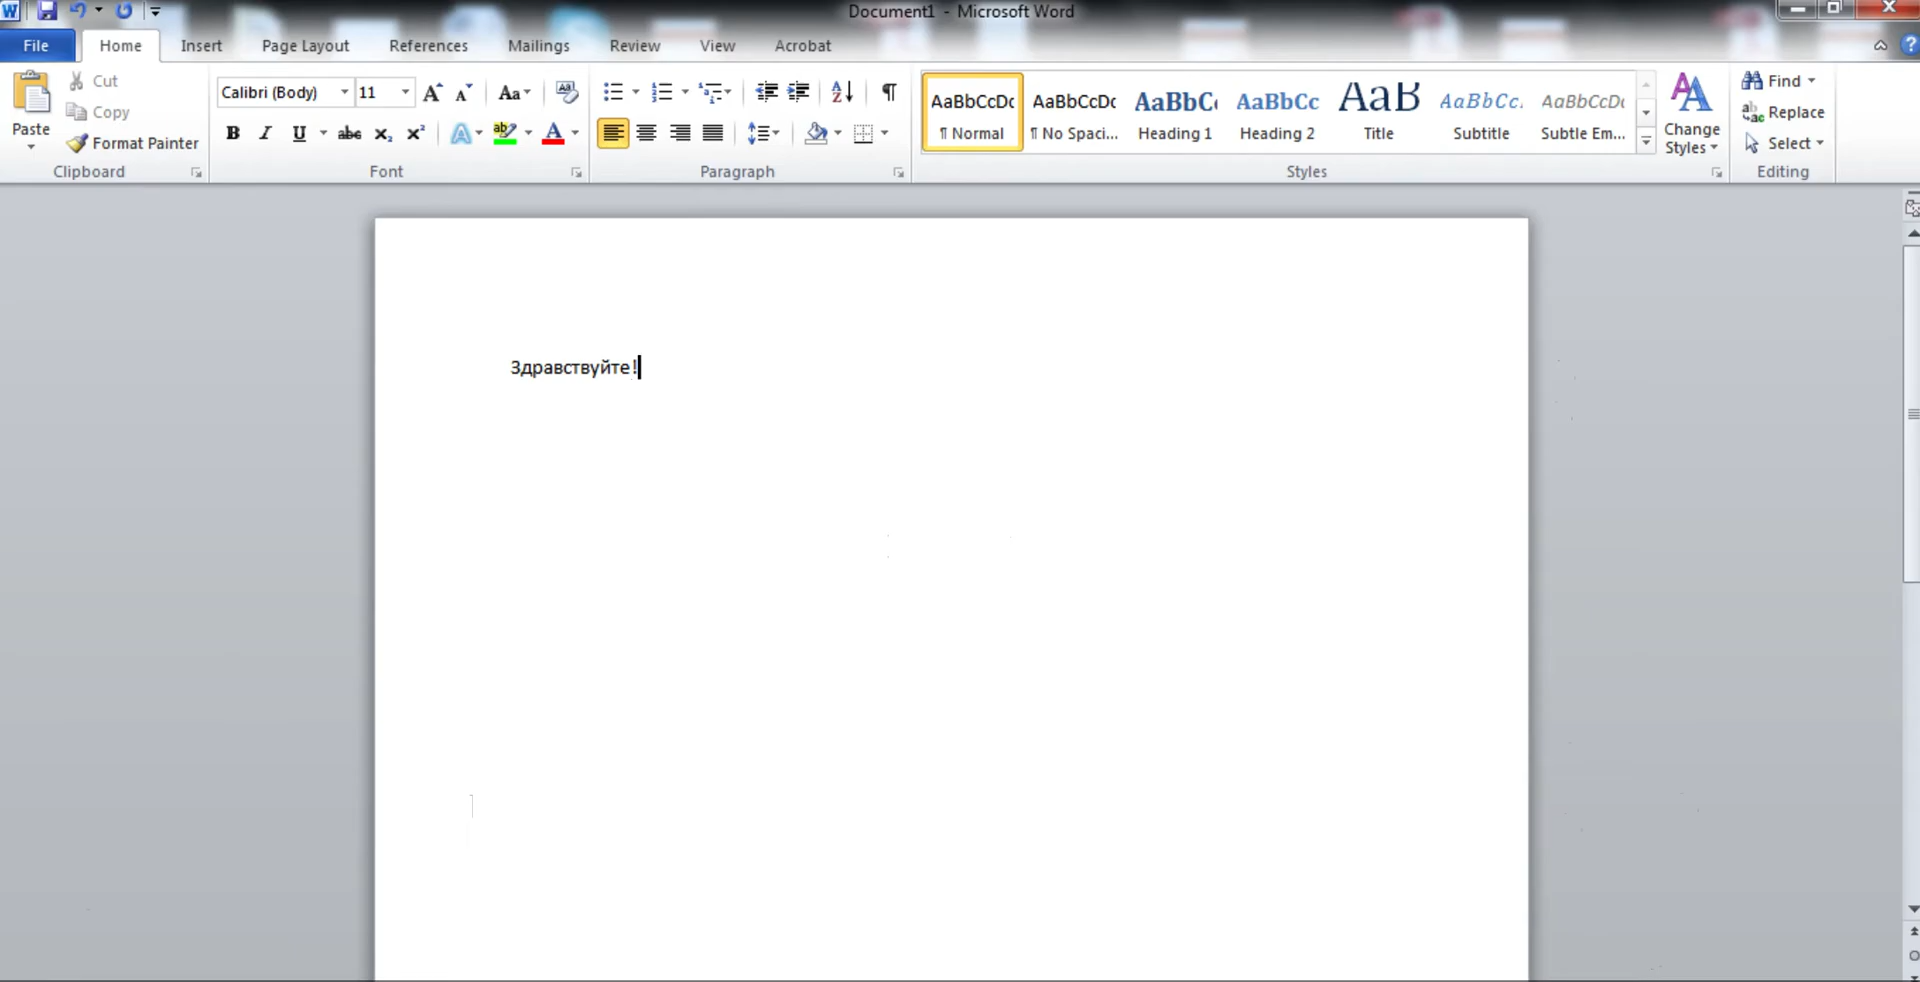 Document1 - Microsoft Word
File Home Insert Page Layout References Mailings Review View Acrobat
Paste
Cut
Copy
Format Painter
Clipboard
Calibri (Body) 11
Font
Paragraph
AaBbCcDc AaBbCcDc AaBbC AaBbCc AaB AaBbCc. AaBbCcDc
¶ Normal ¶ No Spaci... Heading 1 Heading 2 Title Subtitle Subtle Em...
Change Styles
Styles
Find
Replace
Select
Editing
Здравствуйте!